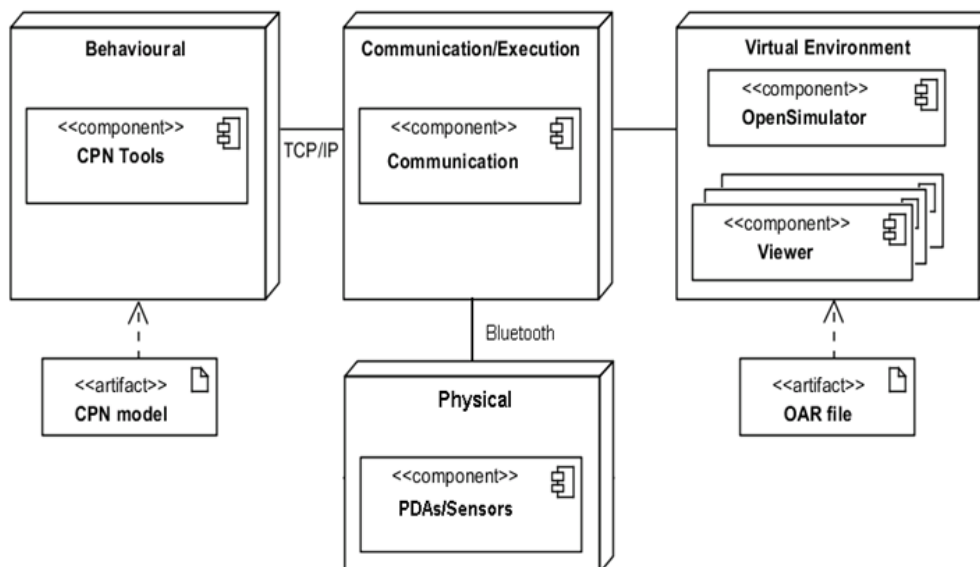 Behavioural
<<component>>
CPN Tools
TCP/IP
Communication/Execution
<<component>>
Communication
Virtual Environment
<<component>>
OpenSimulator
<<component>>
Viewer
Bluetooth
<<artifact>>
CPN model
Physical
<<component>>
PDAs/Sensors
<<artifact>>
OAR file